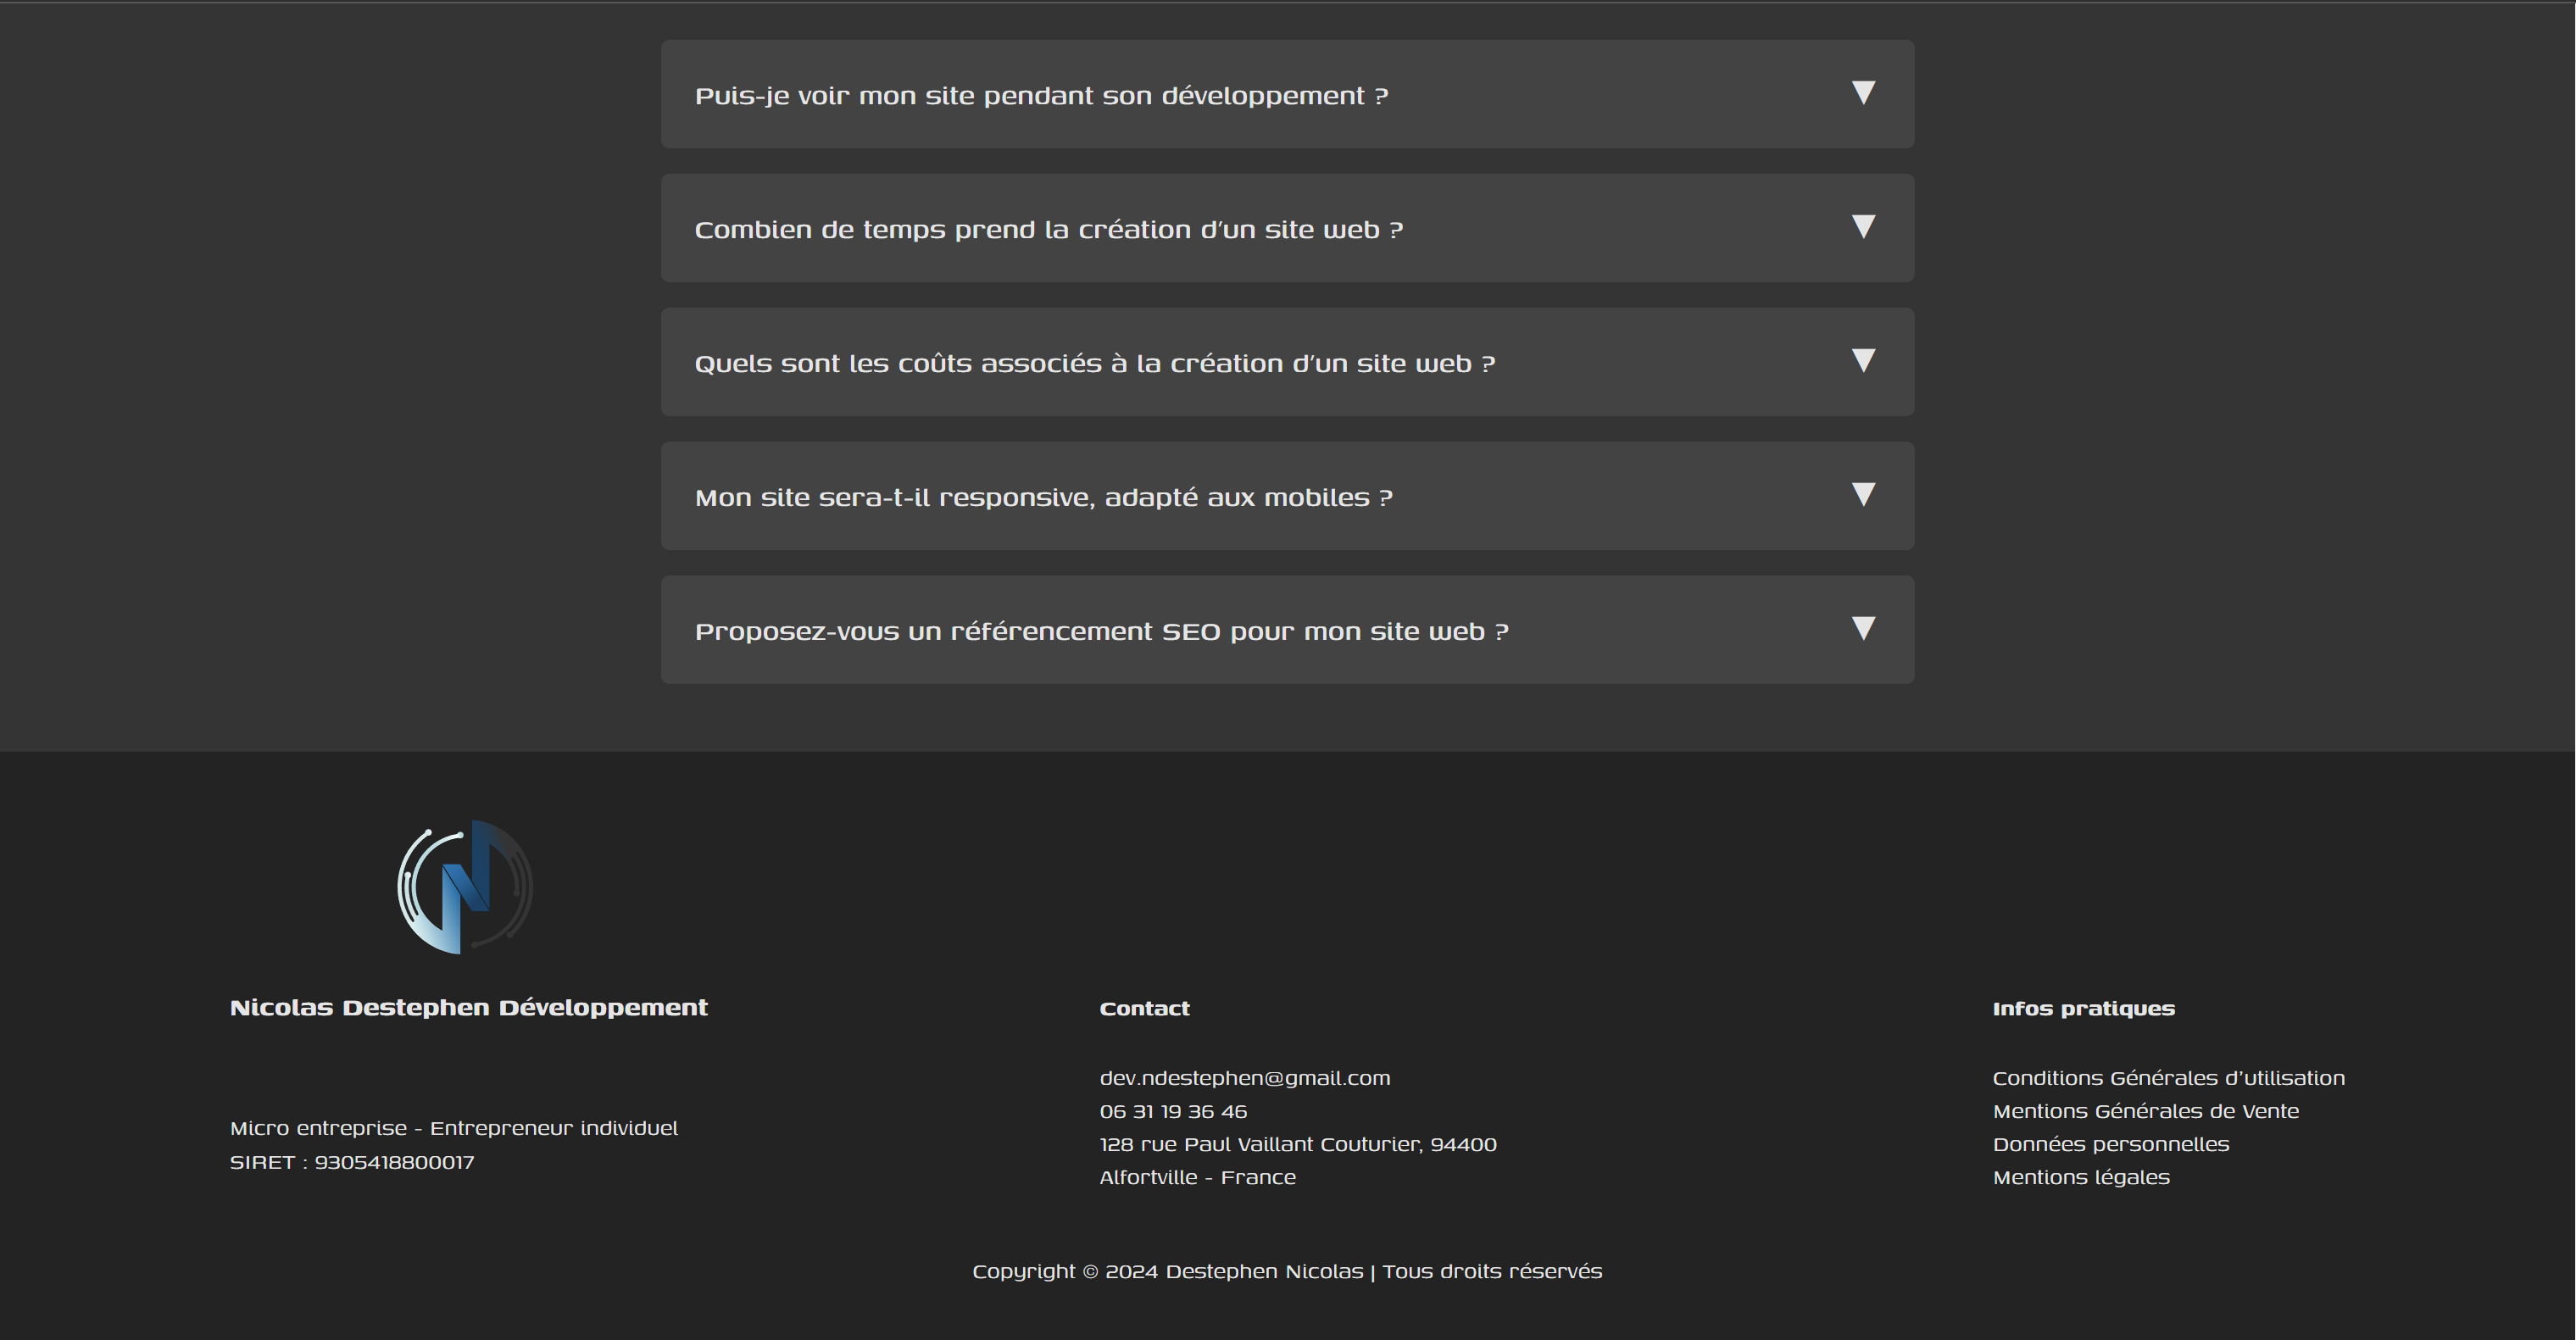 Puis-je voir mon site pendant son développement ?
Combien de temps prend la création d'un site web ?
Quels sont les coûts associés à la création d'un site web ?
Mon site sera-t-il responsive, adapté aux mobiles ?
Proposez-vous un référencement SEO pour mon site web ?
Nicolas Destephen Développement
Micro entreprise - Entrepreneur individuel
SIRET : 9305418800017
Contact
dev.ndestephen@gmail.com
06 31 19 36 46
128 rue Paul Vaillant Couturier, 94400
Alfortville - France
Infos pratiques
Conditions Générales d’utilisation
Mentions Générales de Vente
Données personnelles
Mentions légales
Copyright © 2024 Destephen Nicolas | Tous droits réservés